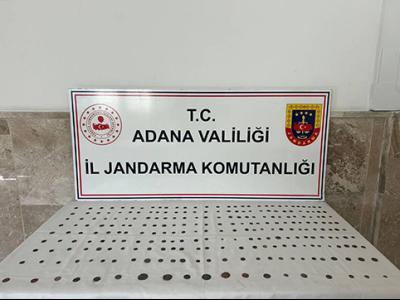 T.C.
ADANA VALİLİĞİ
İL JANDARMA KOMUTANLIĞI